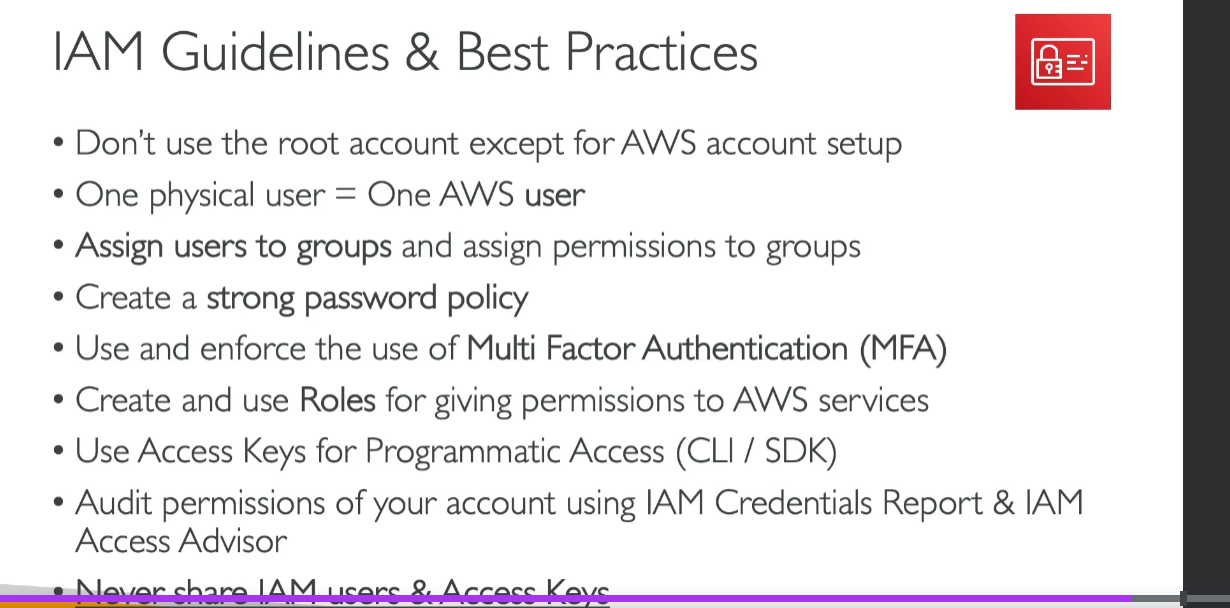 IAM Guidelines & Best Practices
• Don't use the root account except for AWS account setup
• One physical user = One AWS user
• Assign users to groups and assign permissions to groups
• Create a strong password policy
• Use and enforce the use of Multi Factor Authentication (MFA)
• Create and use Roles for giving permissions to AWS services
• Use Access Keys for Programmatic Access (CLI / SDK)
• Audit permissions of your account using IAM Credentials Report & IAM
Access Advisor
• Never share IAM users & Access Keys